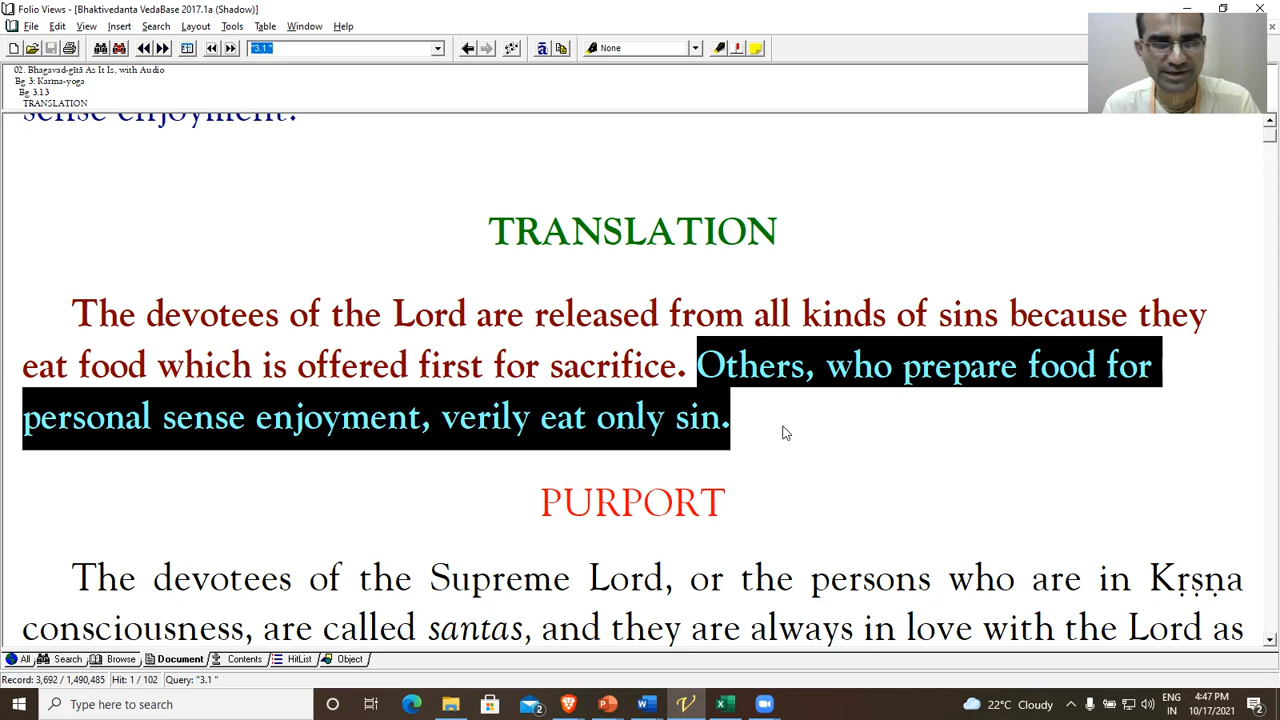 Folio Views - [Bhaktivedanta VedaBase 2017.1a (Shadow)]
File Edit View Insert Search Layout Tools Table Window Help
"3.1 " None
02. Bhagavad-gītā As It Is, with Audio
Bg 3: Karma-yoga
Bg 3.13
TRANSLATION
sense enjoyment.
TRANSLATION
The devotees of the Lord are released from all kinds of sins because they
eat food which is offered first for sacrifice. Others, who prepare food for
personal sense enjoyment, verily eat only sin.
PURPORT
The devotees of the Supreme Lord, or the persons who are in Kṛṣṇa
consciousness, are called santas, and they are always in love with the Lord as
All Search Browse Document Contents HitList Object
Record: 3,692 / 1,490,485 Hit: 1 / 102 Query: "3.1 "
Type here to search 2 22°C Cloudy ENG 4:47 PM
IN 10/17/2021 2